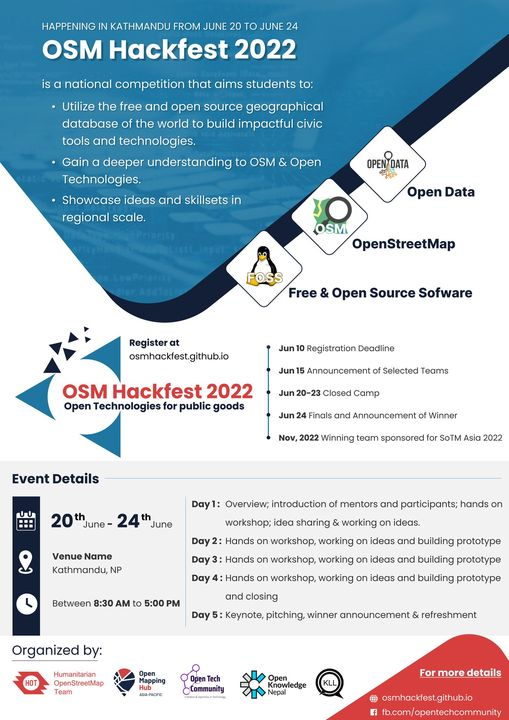 HAPPENING IN KATHMANDU FROM JUNE 20 TO JUNE 24
OSM Hackfest 2022
is a national competition that aims students to:
• Utilize the free and open source geographical
database of the world to build impactful civic
tools and technologies.
• Gain a deeper understanding to OSM & Open
Technologies.
• Showcase ideas and skillsets in
regional scale.
OPEN DATA
Open Data
OSM
OpenStreetMap
FOSS
Free & Open Source Sofware
Register at
osmhackfest.github.io
OSM Hackfest 2022
Open Technologies for public goods
Jun 10 Registration Deadline
Jun 15 Announcement of Selected Teams
Jun 20-23 Closed Camp
Jun 24 Finals and Announcement of Winner
Nov, 2022 Winning team sponsored for SoTM Asia 2022
Event Details
20th June - 24th June
Venue Name
Kathmandu, NP
Between 8:30 AM to 5:00 PM
Day 1 : Overview; introduction of mentors and participants; hands on
workshop; idea sharing & working on ideas.
Day 2 : Hands on workshop, working on ideas and building prototype
Day 3 : Hands on workshop, working on ideas and building prototype
Day 4 : Hands on workshop, working on ideas and building prototype
and closing
Day 5 : Keynote, pitching, winner announcement & refreshment
Organized by:
HOT
Humanitarian
OpenStreetMap
Team
Open
Mapping
Hub
ASIA-PACIFIC
Open Tech
Community
Open
Knowledge
Nepal
KLL
For more details
osmhackfest.github.io
fb.com/opentechcommunity